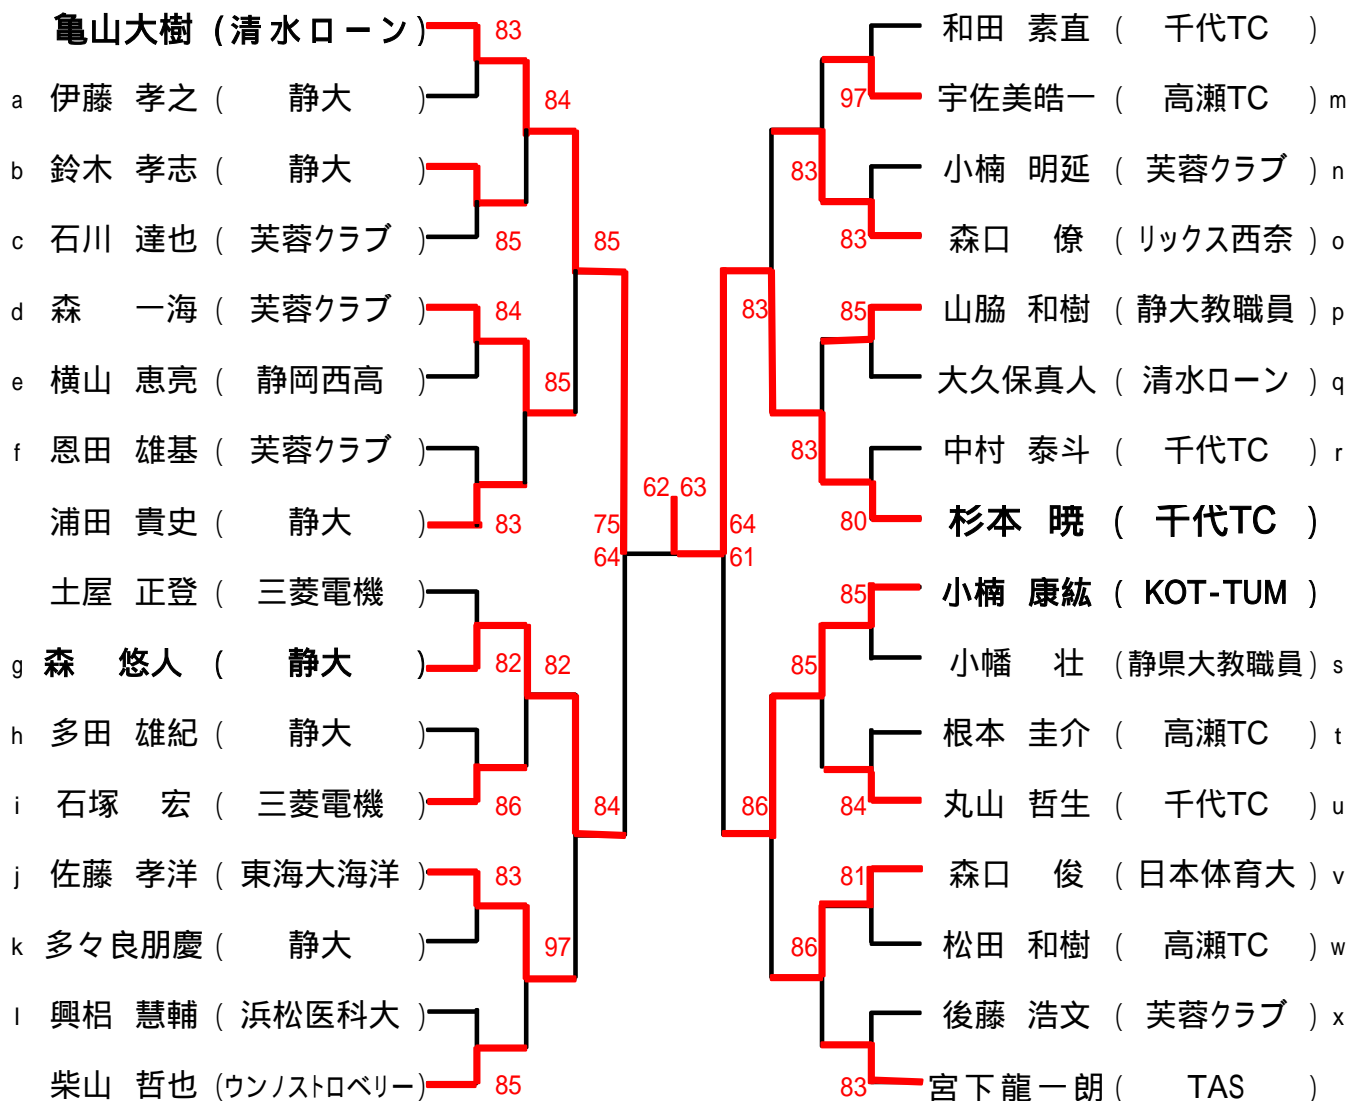 亀山大樹 (清水ローン) 83
a 伊藤 孝之 ( 静大 ) 84
b 鈴木 孝志 ( 静大 )
c 石川 達也 ( 芙蓉クラブ ) 85 85
d 森 一海 ( 芙蓉クラブ ) 84
e 横山 恵亮 ( 静岡西高 ) 85
f 恩田 雄基 ( 芙蓉クラブ )
浦田 貴史 ( 静大 ) 83 75
64
土屋 正登 ( 三菱電機 )
g 森 悠人 ( 静大 ) 82 82
h 多田 雄紀 ( 静大 )
i 石塚 宏 ( 三菱電機 ) 86 84
j 佐藤 孝洋 ( 東海大海洋 ) 83
k 多々良朋慶 ( 静大 ) 97
l 興梠 慧輔 ( 浜松医科大 )
柴山 哲也 (ウンノストロベリー) 85
62 63
和田 素直 ( 千代TC )
97 宇佐美皓一 ( 高瀬TC ) m
83 小楠 明延 ( 芙蓉クラブ ) n
83 森口 僚 ( リックス西奈 ) o
83 85 山脇 和樹 ( 静大教職員 ) p
大久保真人 ( 清水ローン ) q
83 中村 泰斗 ( 千代TC ) r
64 80 杉本 暁 ( 千代TC )
61
85 小楠 康紘 ( KOT-TUM )
85 小幡 壮 (静県大教職員) s
根本 圭介 ( 高瀬TC ) t
86 84 丸山 哲生 ( 千代TC ) u
81 森口 俊 ( 日本体育大 ) v
86 松田 和樹 ( 高瀬TC ) w
後藤 浩文 ( 芙蓉クラブ ) x
83 宮下龍一朗 ( TAS )